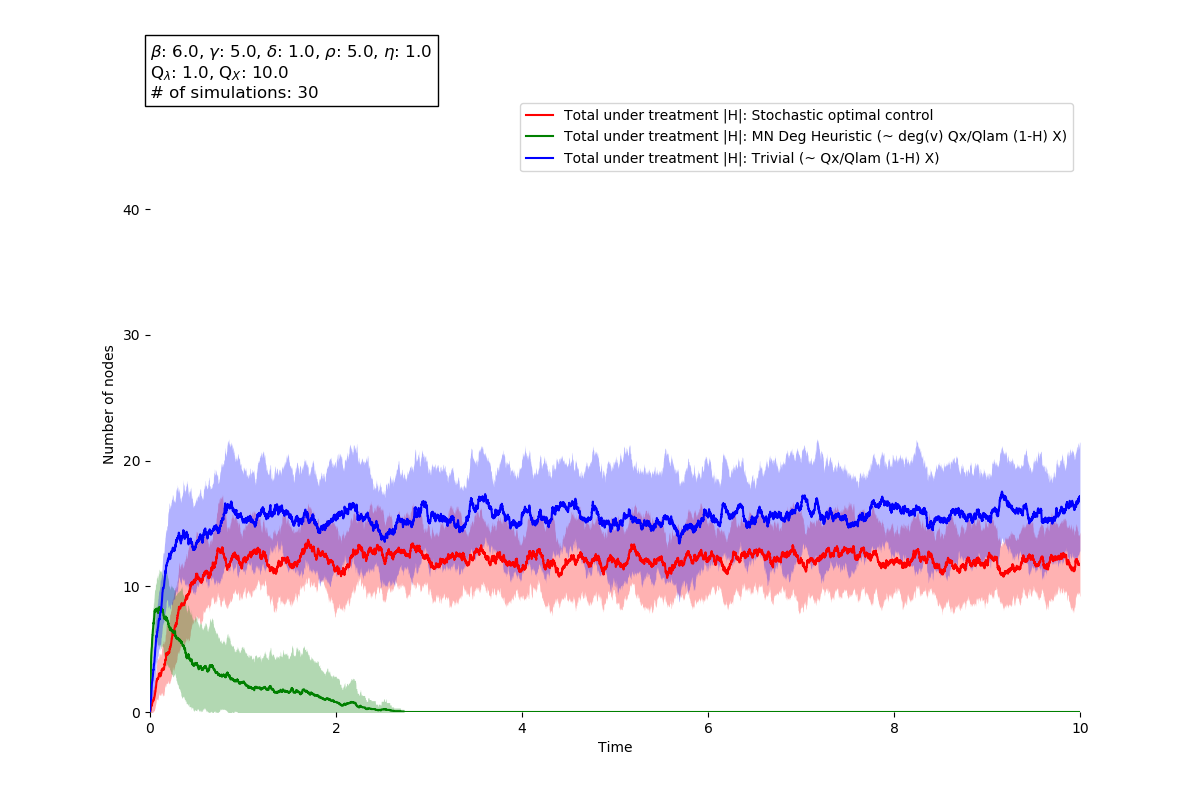 β: 6.0, γ: 5.0, δ: 1.0, ρ: 5.0, η: 1.0
Qλ: 1.0, QX: 10.0
# of simulations: 30
Total under treatment |H|: Stochastic optimal control
Total under treatment |H|: MN Deg Heuristic (~ deg(v) Qx/Qlam (1-H) X)
Total under treatment |H|: Trivial (~ Qx/Qlam (1-H) X)
40
30
20
10
0
Number of nodes
0 2 4 6 8 10
Time